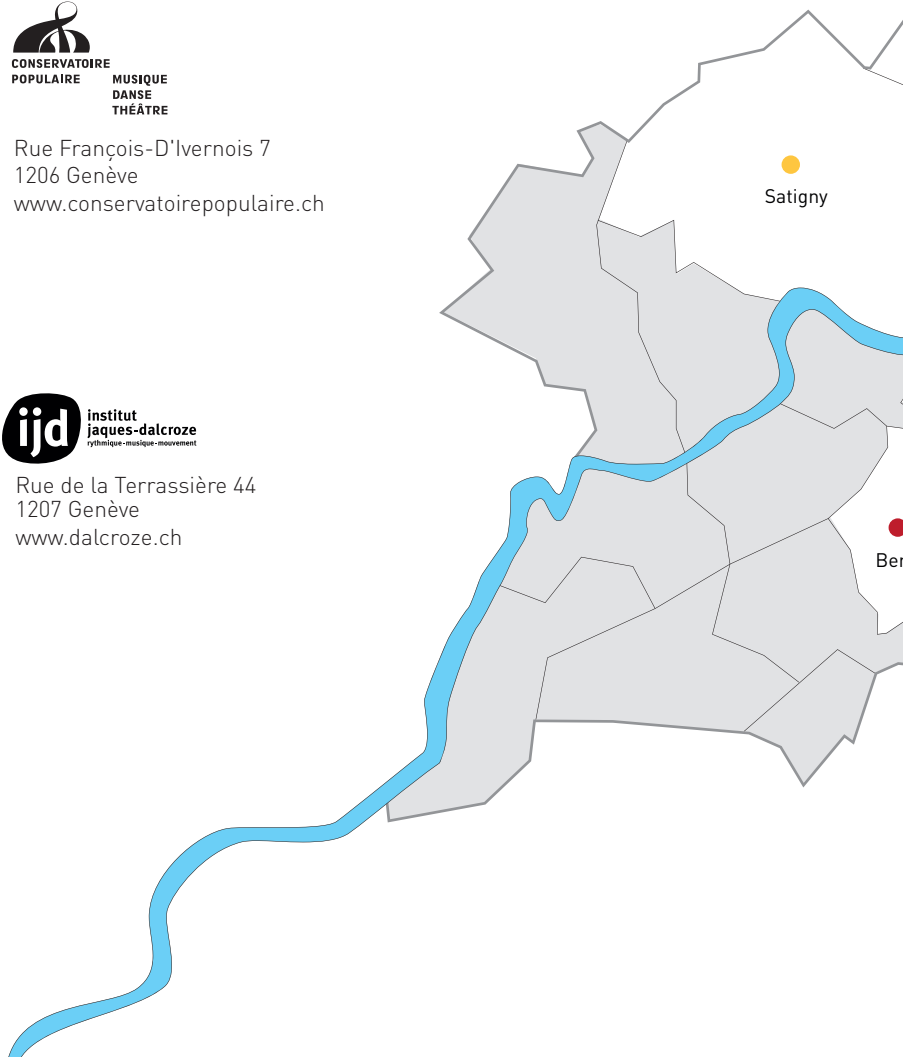 CONSERVATOIRE
POPULAIRE
MUSIQUE
DANSE
THÉÂTRE
Rue François-D'Ivernois 7
1206 Genève
www.conservatoirepopulaire.ch
Satigny
ijd
institut
jaques-dalcroze
rythmique-musique-mouvement
Rue de la Terrassière 44
1207 Genève
www.dalcroze.ch